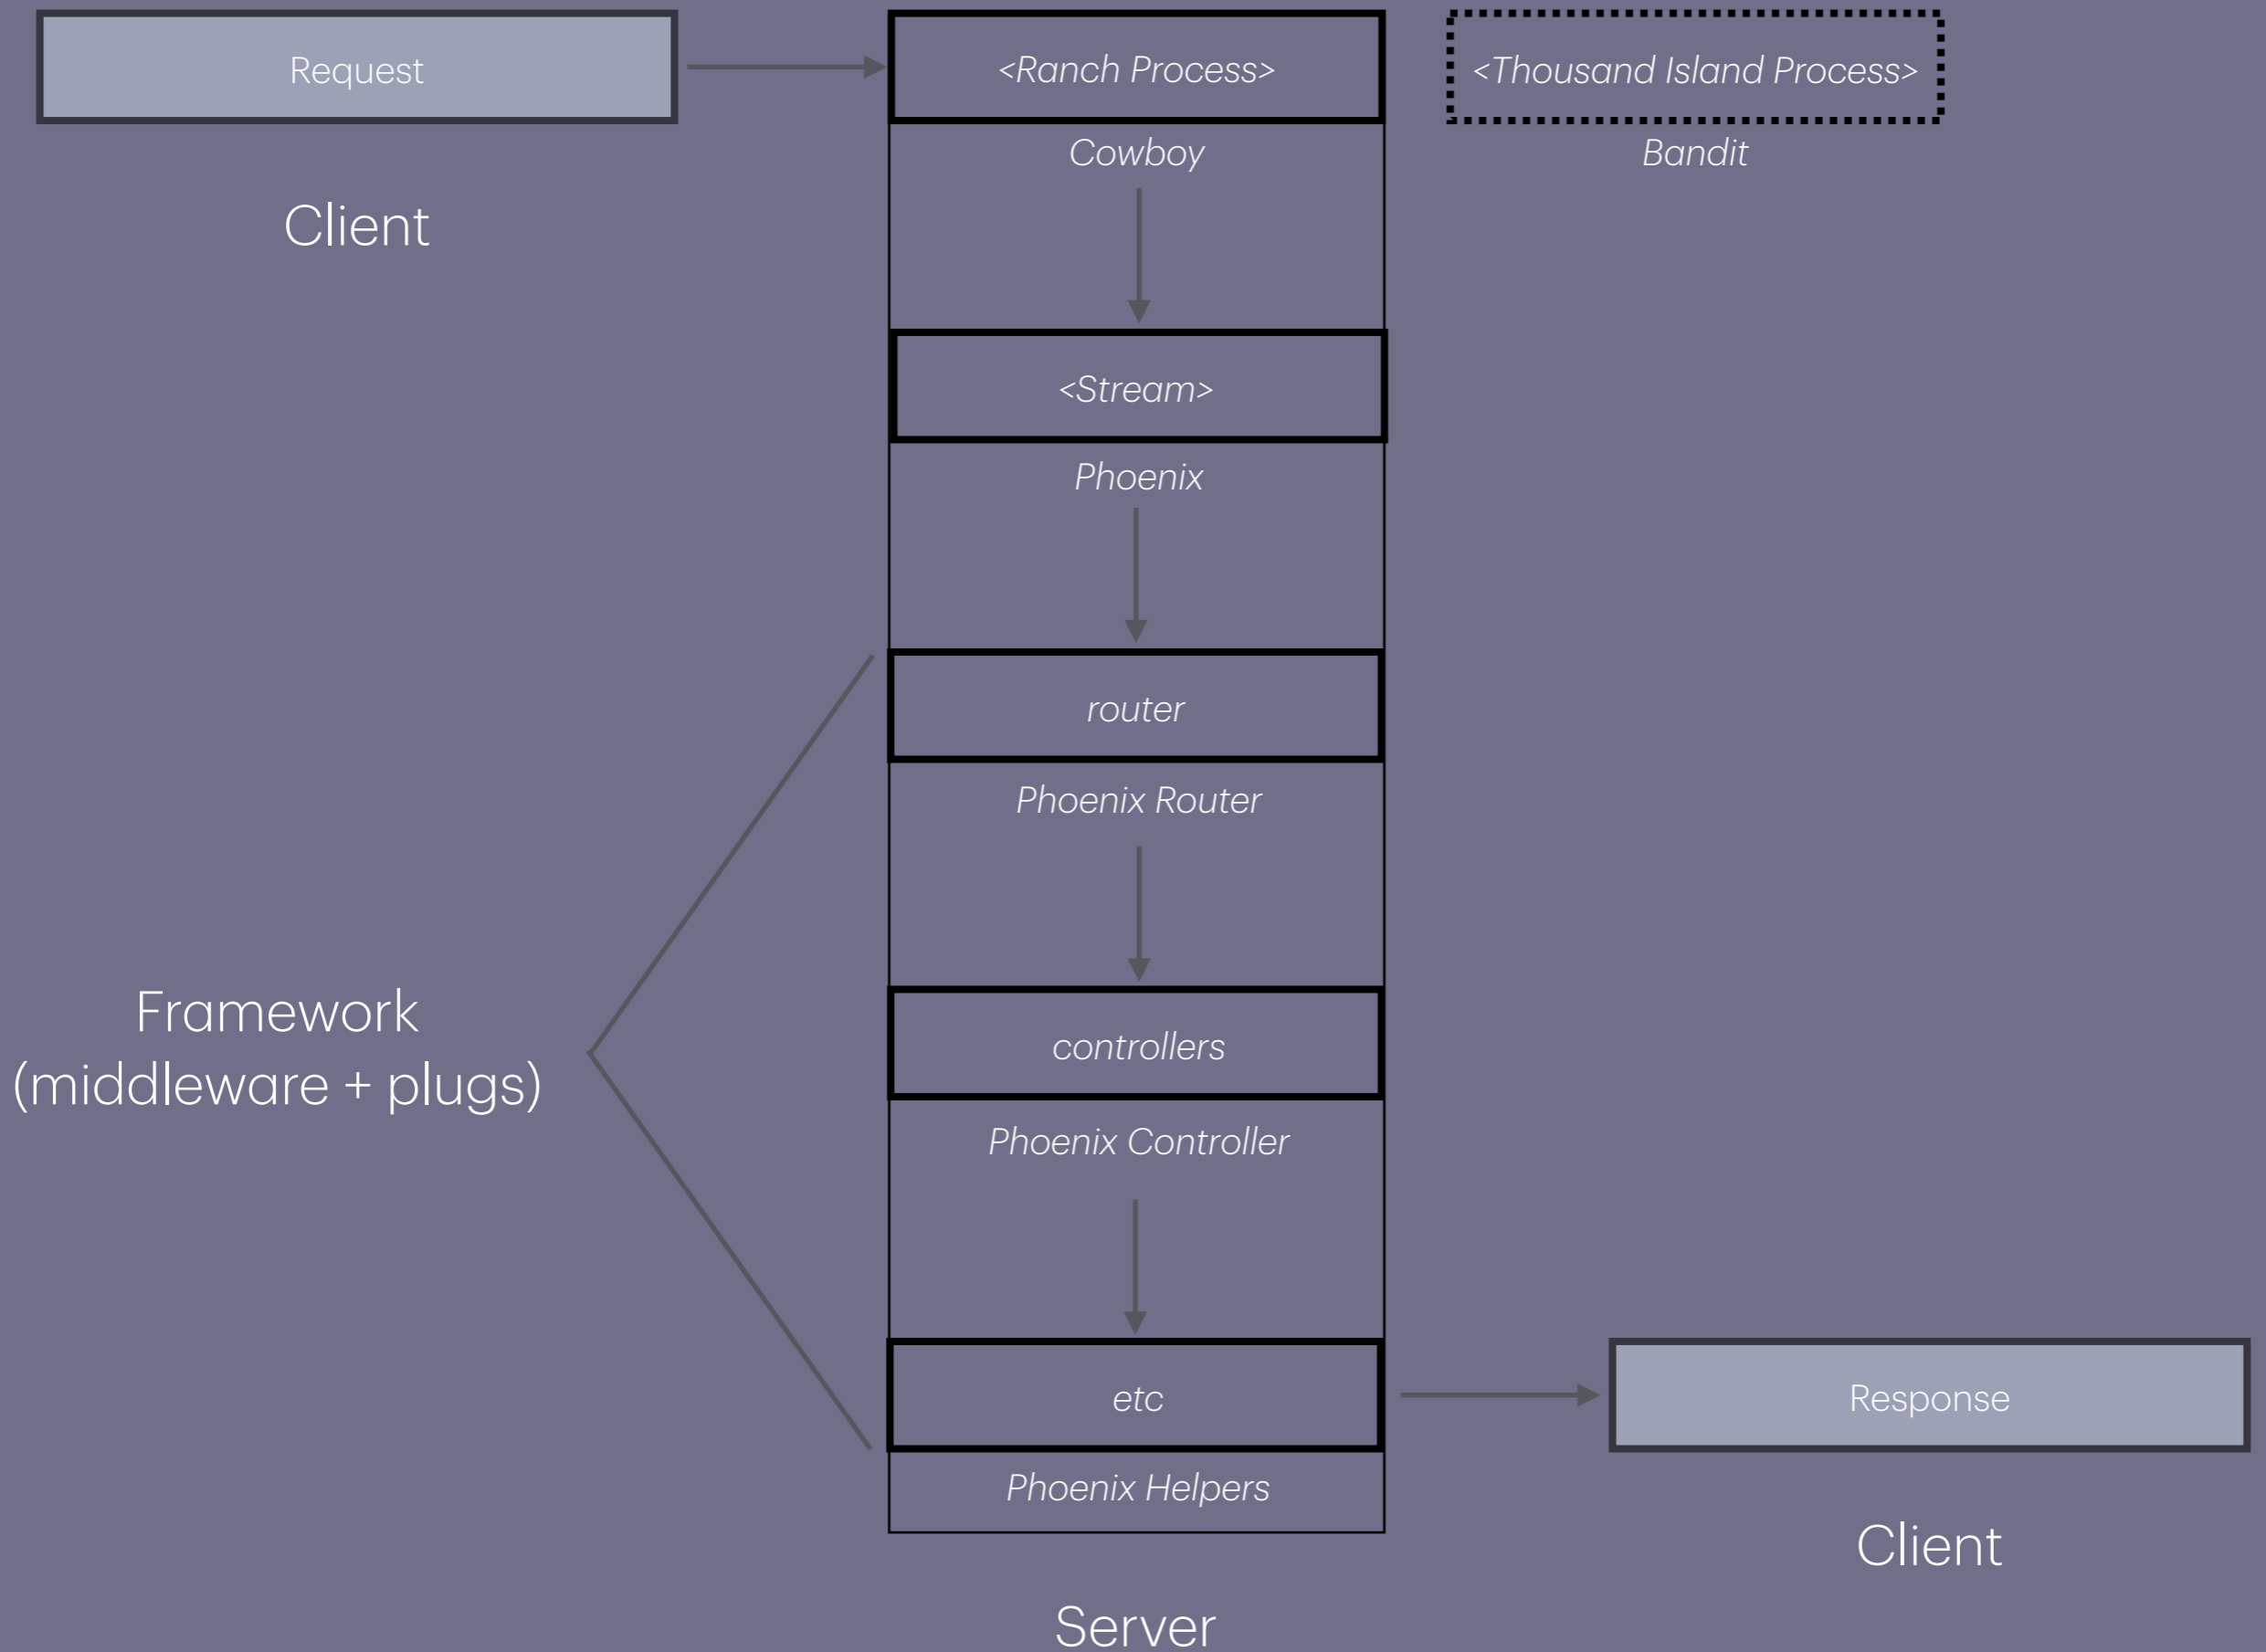 Request
<Ranch Process>
<Thousand Island Process>
Cowboy
Bandit
Client
<Stream>
Phoenix
router
Phoenix Router
Framework
(middleware + plugs)
controllers
Phoenix Controller
etc
Response
Phoenix Helpers
Client
Server